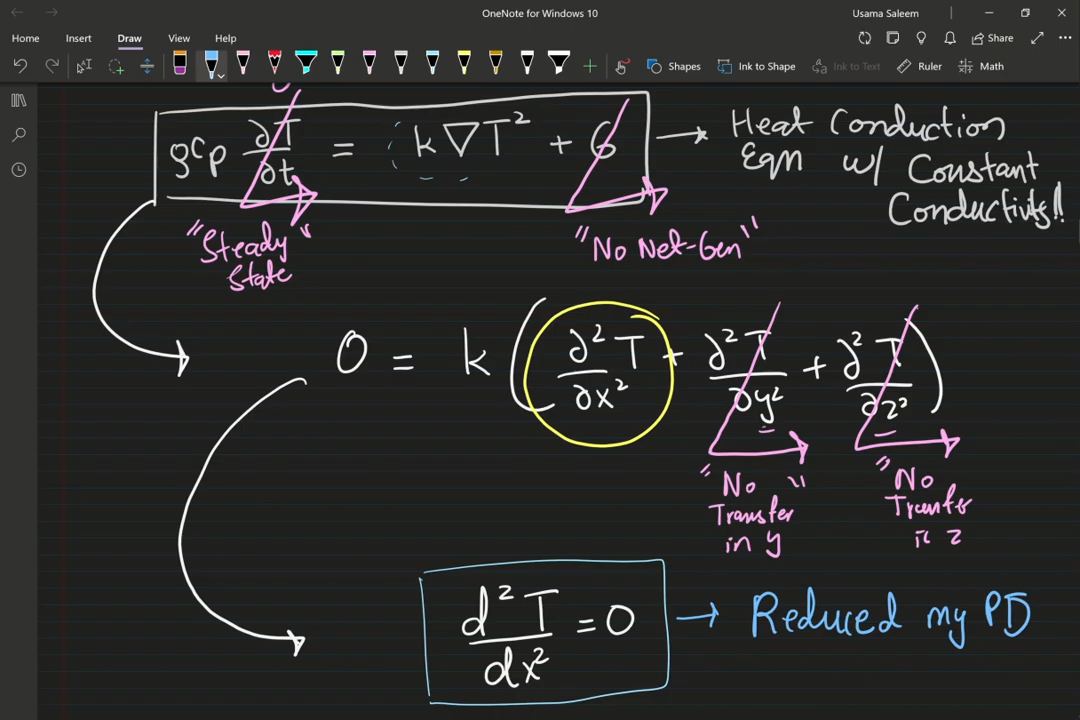 OneNote for Windows 10
Usama Saleem
Home Insert Draw View Help
Share
Shapes
Ink to Shape
Ink to Text
Ruler
Math
ρcp ∂T/∂t = k∇T² + G → Heat Conduction
Eqn w/ Constant
Conductivity!!
"Steady"
State
"No Net-Gen"
0 = k ( ∂²T/∂x² + ∂²T/∂y² + ∂²T/∂z² )
"No"
Transfer
in y
"No
Transfer
in z
d²T/dx² = 0 → Reduced my PD